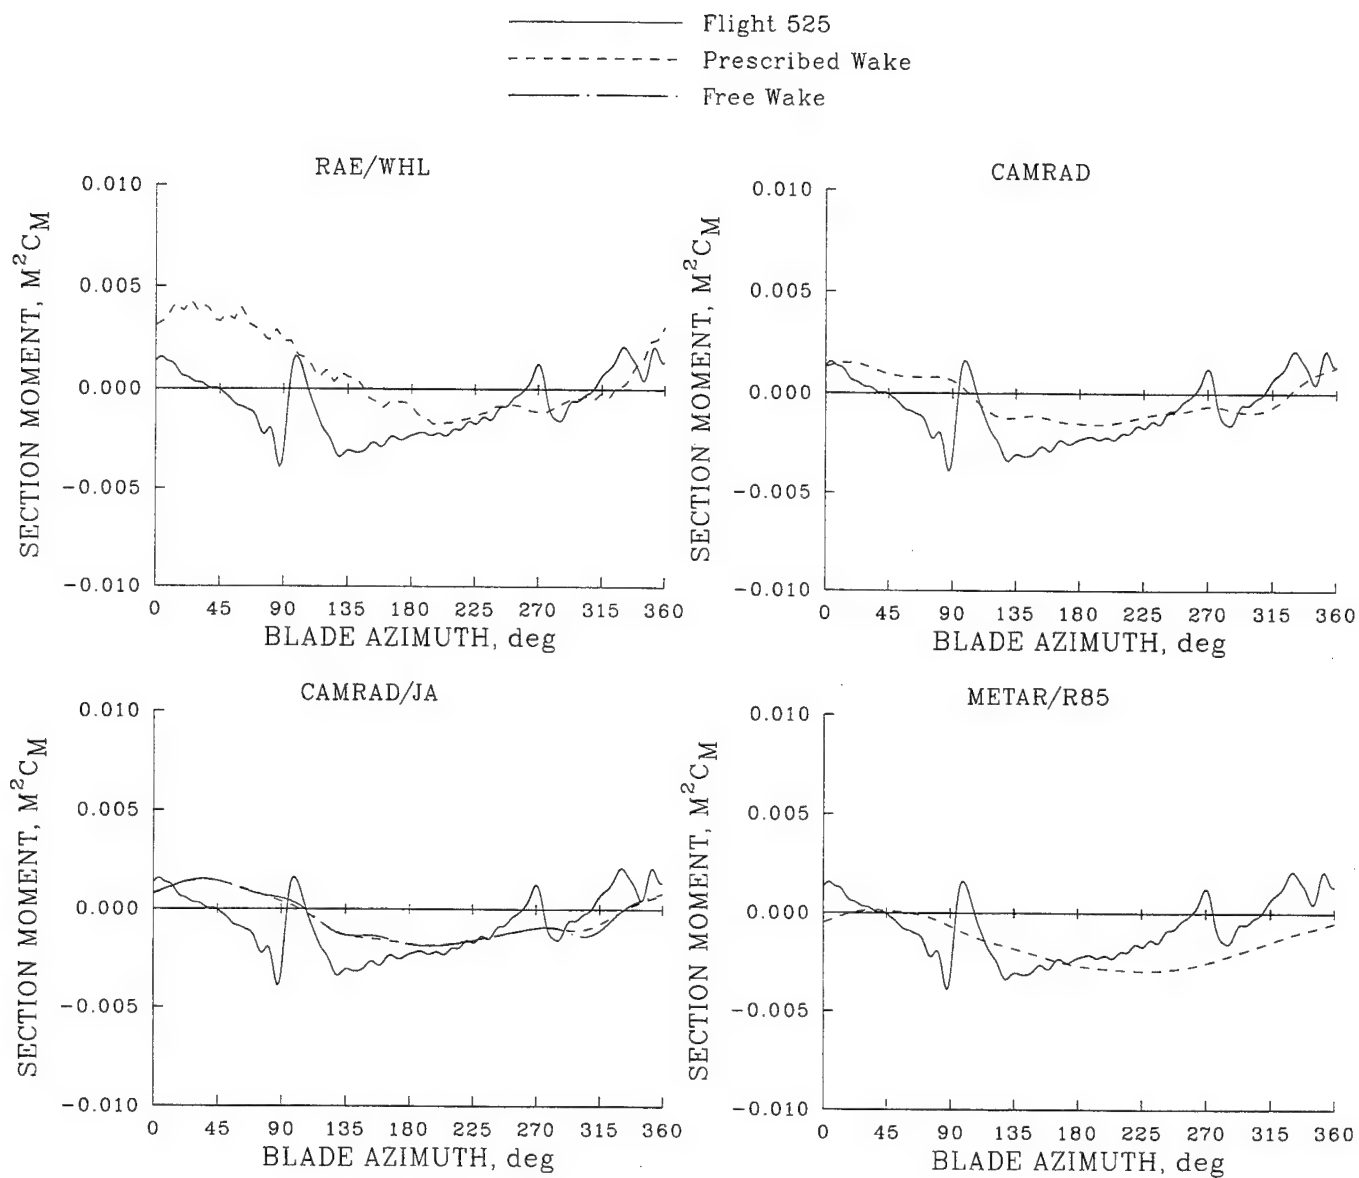 Flight 525
Prescribed Wake
Free Wake
RAE/WHL
0.010
0.005
0.000
-0.005
-0.010
SECTION MOMENT, M²C_M
0 45 90 135 180 225 270 315 360
BLADE AZIMUTH, deg
CAMRAD
0.010
0.005
0.000
-0.005
-0.010
SECTION MOMENT, M²C_M
0 45 90 135 180 225 270 315 360
BLADE AZIMUTH, deg
CAMRAD/JA
0.010
0.005
0.000
-0.005
-0.010
SECTION MOMENT, M²C_M
0 45 90 135 180 225 270 315 360
BLADE AZIMUTH, deg
METAR/R85
0.010
0.005
0.000
-0.005
-0.010
SECTION MOMENT, M²C_M
0 45 90 135 180 225 270 315 360
BLADE AZIMUTH, deg